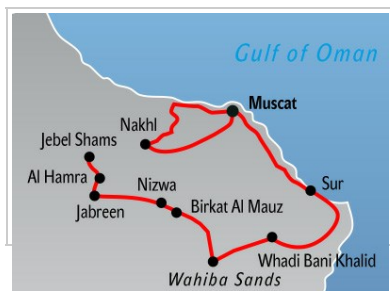 Gulf of Oman
Muscat
Nakhl
Jebel Shams
Al Hamra
Nizwa
Sur
Jabreen
Birkat Al Mauz
Whadi Bani Khalid
Wahiba Sands